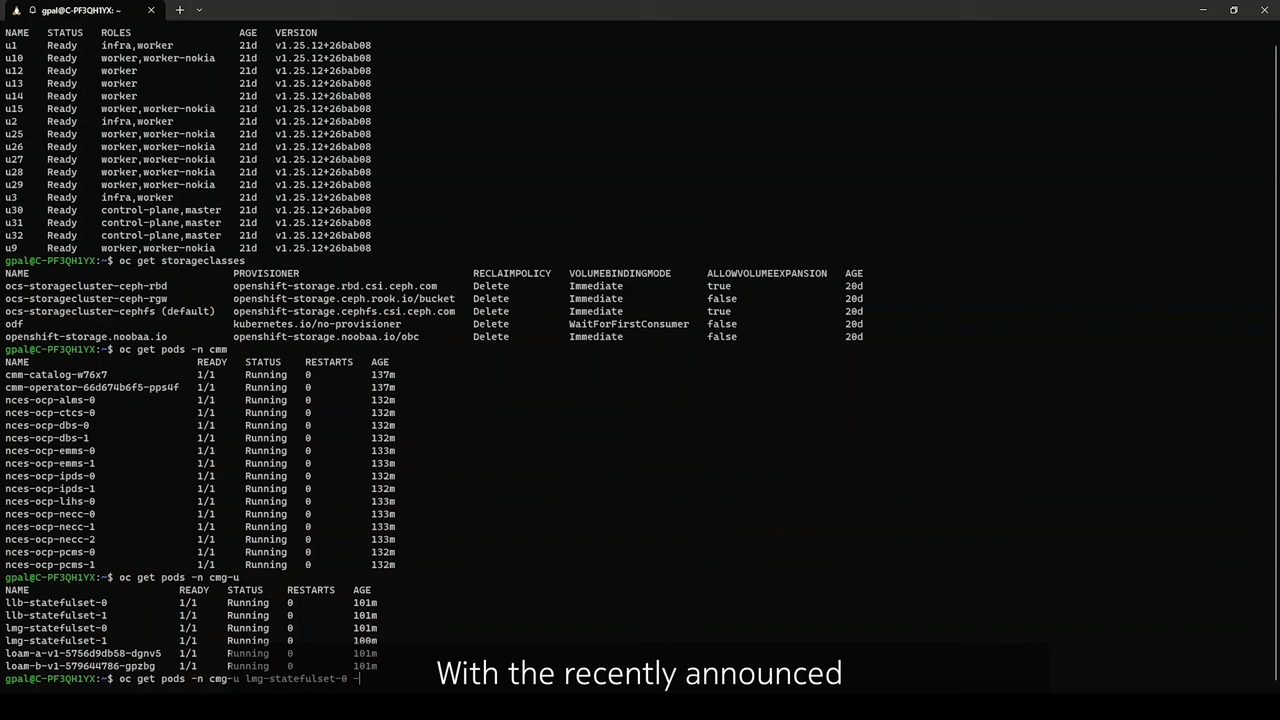 gpal@C-PF3QH1YX: ~
NAME STATUS ROLES AGE VERSION
u1 Ready infra,worker 21d v1.25.12+26bab08
u10 Ready worker,worker-nokia 21d v1.25.12+26bab08
u12 Ready worker 21d v1.25.12+26bab08
u13 Ready worker 21d v1.25.12+26bab08
u14 Ready worker 21d v1.25.12+26bab08
u15 Ready worker,worker-nokia 21d v1.25.12+26bab08
u2 Ready infra,worker 21d v1.25.12+26bab08
u25 Ready worker,worker-nokia 21d v1.25.12+26bab08
u26 Ready worker,worker-nokia 21d v1.25.12+26bab08
u27 Ready worker,worker-nokia 21d v1.25.12+26bab08
u28 Ready worker,worker-nokia 21d v1.25.12+26bab08
u29 Ready worker,worker-nokia 21d v1.25.12+26bab08
u3 Ready infra,worker 21d v1.25.12+26bab08
u30 Ready control-plane,master 21d v1.25.12+26bab08
u31 Ready control-plane,master 21d v1.25.12+26bab08
u32 Ready control-plane,master 21d v1.25.12+26bab08
u9 Ready worker,worker-nokia 21d v1.25.12+26bab08
gpal@C-PF3QH1YX:~$ oc get storageclasses
NAME PROVISIONER RECLAIMPOLICY VOLUMEBINDINGMODE ALLOWVOLUMEEXPANSION AGE
ocs-storagecluster-ceph-rbd openshift-storage.rbd.csi.ceph.com Delete Immediate true 20d
ocs-storagecluster-ceph-rgw openshift-storage.ceph.rook.io/bucket Delete Immediate false 20d
ocs-storagecluster-cephfs (default) openshift-storage.cephfs.csi.ceph.com Delete Immediate true 20d
odf kubernetes.io/no-provisioner Delete WaitForFirstConsumer false 20d
openshift-storage.noobaa.io openshift-storage.noobaa.io/obc Delete Immediate false 20d
gpal@C-PF3QH1YX:~$ oc get pods -n cmm
NAME READY STATUS RESTARTS AGE
cmm-catalog-w76x7 1/1 Running 0 137m
cmm-operator-66d674b6f5-pps4f 1/1 Running 0 137m
nces-ocp-alms-0 1/1 Running 0 132m
nces-ocp-ctcs-0 1/1 Running 0 132m
nces-ocp-dbs-0 1/1 Running 0 132m
nces-ocp-dbs-1 1/1 Running 0 132m
nces-ocp-emms-0 1/1 Running 0 133m
nces-ocp-emms-1 1/1 Running 0 133m
nces-ocp-ipds-0 1/1 Running 0 132m
nces-ocp-ipds-1 1/1 Running 0 132m
nces-ocp-lihs-0 1/1 Running 0 133m
nces-ocp-necc-0 1/1 Running 0 133m
nces-ocp-necc-1 1/1 Running 0 133m
nces-ocp-necc-2 1/1 Running 0 133m
nces-ocp-pcms-0 1/1 Running 0 132m
nces-ocp-pcms-1 1/1 Running 0 132m
gpal@C-PF3QH1YX:~$ oc get pods -n cmg-u
NAME READY STATUS RESTARTS AGE
llb-statefulset-0 1/1 Running 0 101m
llb-statefulset-1 1/1 Running 0 101m
lmg-statefulset-0 1/1 Running 0 101m
lmg-statefulset-1 1/1 Running 0 100m
loam-a-v1-5756d9db58-dgnv5 1/1 Running 0 101m
loam-b-v1-579644786-gpzbg 1/1 Running 0 101m
gpal@C-PF3QH1YX:~$ oc get pods -n cmg-u lmg-statefulset-0 -
With the recently announced